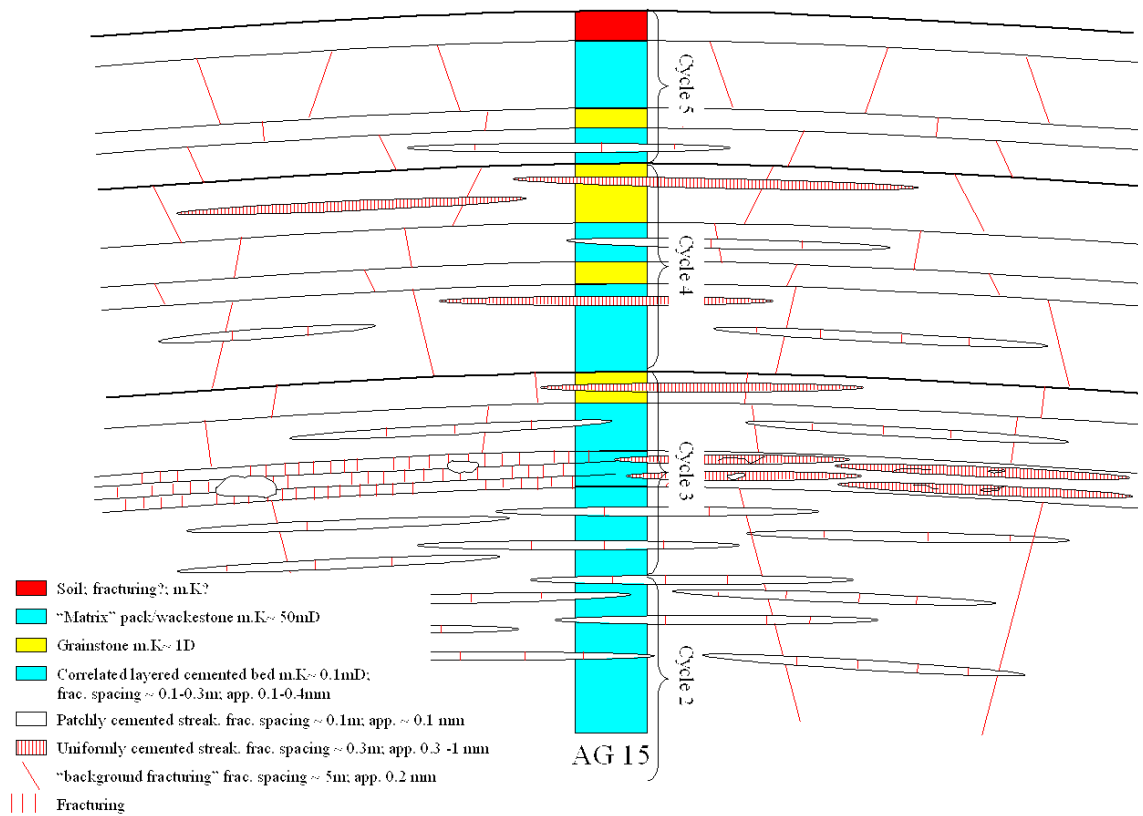 Cycle 5
Cycle 4
Cycle 3
Cycle 2
AG 15
Soil; fracturing?; m.K?
“Matrix” pack/wackestone m.K~ 50mD
Grainstone m.K~ 1D
Correlated layered cemented bed m.K~ 0.1mD;
frac. spacing ~ 0.1-0.3m; app. 0.1-0.4mm
Patchly cemented streak. frac. spacing ~ 0.1m; app. ~ 0.1 mm
Uniformly cemented streak. frac. spacing ~ 0.3m; app. 0.3 -1 mm
“background fracturing” frac. spacing ~ 5m; app. 0.2 mm
Fracturing